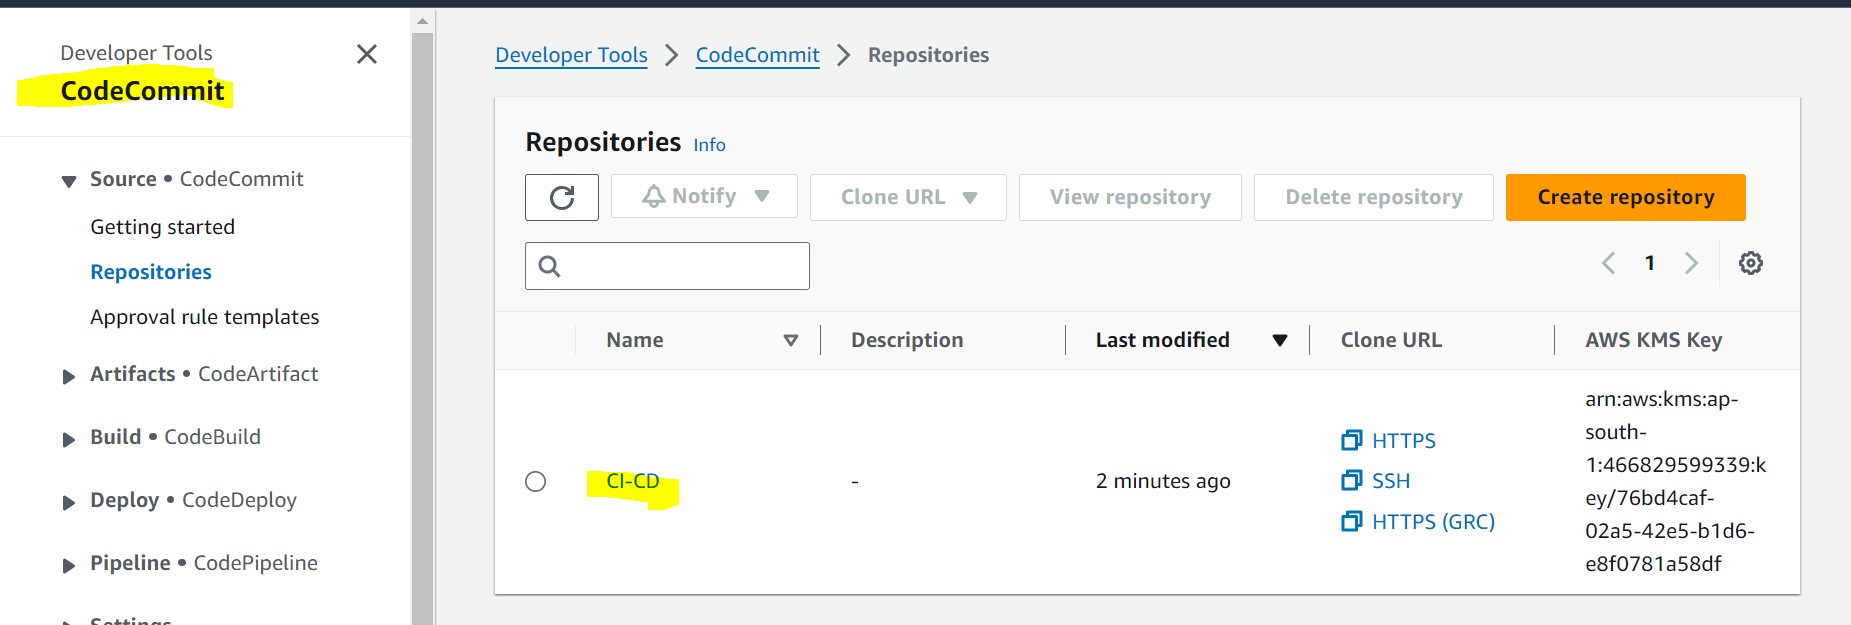 Developer Tools
CodeCommit
Source • CodeCommit
Getting started
Repositories
Approval rule templates
Artifacts • CodeArtifact
Build • CodeBuild
Deploy • CodeDeploy
Pipeline • CodePipeline
Settings
Developer Tools > CodeCommit > Repositories
Repositories Info
Notify Clone URL View repository Delete repository Create repository
1
Name Description Last modified Clone URL AWS KMS Key
CI-CD - 2 minutes ago
HTTPS
SSH
HTTPS (GRC)
arn:aws:kms:ap-
south-
1:466829599339:k
ey/76bd4caf-
02a5-42e5-b1d6-
e8f0781a58df